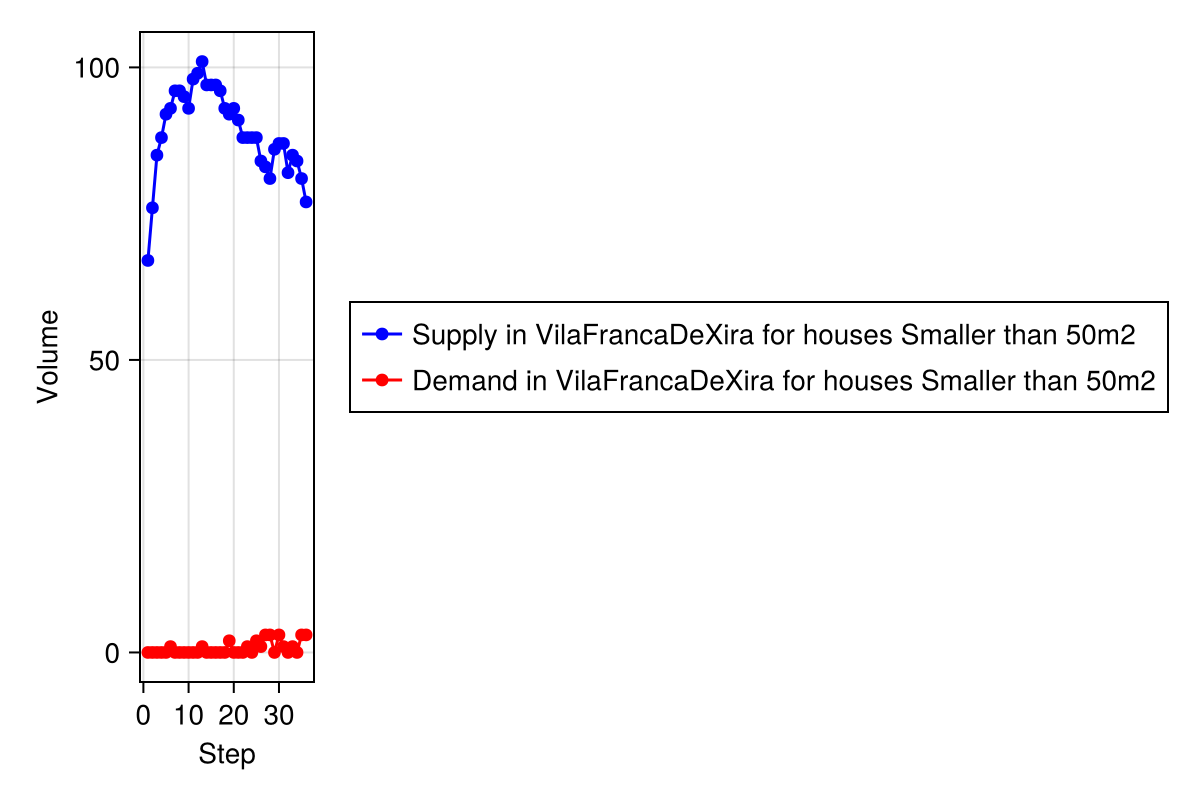 100
50
0
Volume
0 10 20 30
Step
Supply in VilaFrancaDeXira for houses Smaller than 50m2
Demand in VilaFrancaDeXira for houses Smaller than 50m2